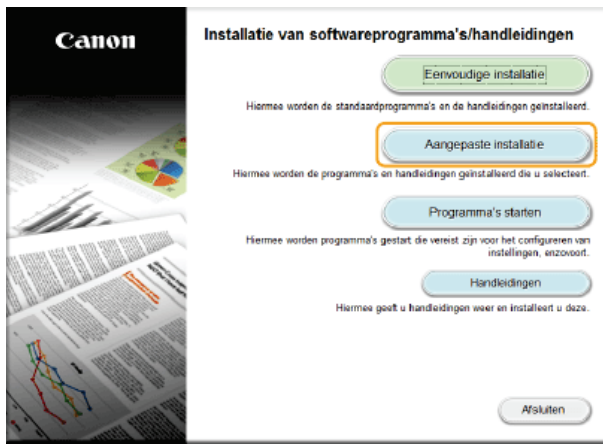 Canon
Installatie van softwareprogramma's/handleidingen
Eenvoudige installatie
Hiermee worden de standaardprogramma's en de handleidingen geïnstalleerd.
Aangepaste installatie
Hiermee worden de programma's en handleidingen geïnstalleerd die u selecteert.
Programma's starten
Hiermee worden programma's gestart die vereist zijn voor het configureren van
instellingen, enzovoort.
Handleidingen
Hiermee geeft u handleidingen weer en installeert u deze.
Afsluiten